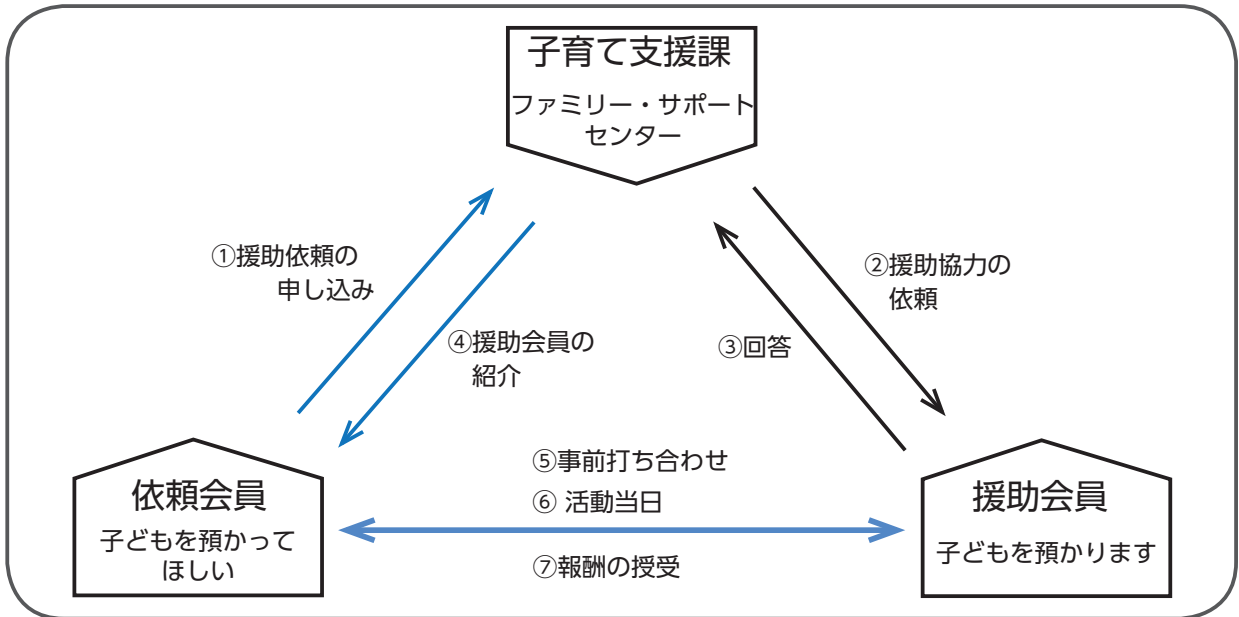 子育て支援課
ファミリー・サポート
センター
①援助依頼の
申し込み
④援助会員の
紹介
②援助協力の
依頼
③回答
依頼会員
子どもを預かって
ほしい
⑤事前打ち合わせ
⑥ 活動当日
⑦報酬の授受
援助会員
子どもを預かります